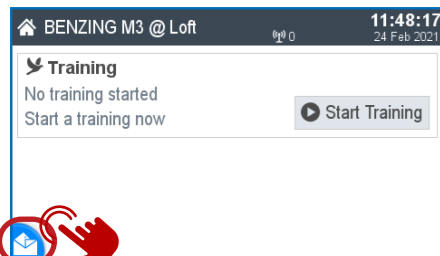 BENZING M3 @ Loft 0 11:48:17
24 Feb 2021
Training
No training started
Start a training now
Start Training